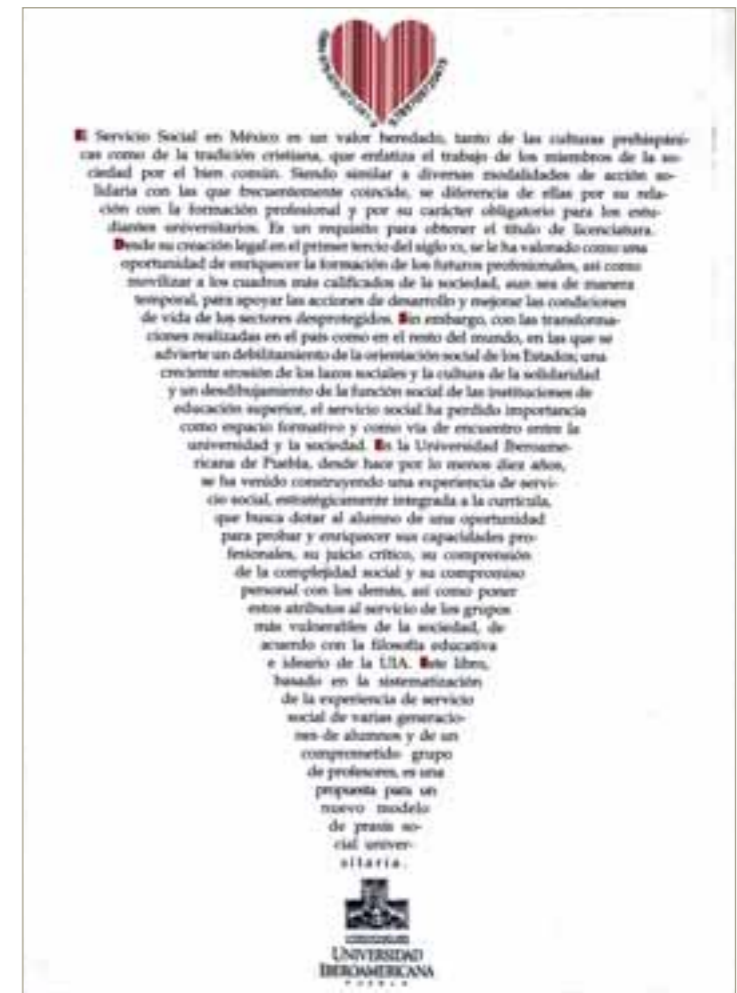 El Servicio Social en México es un valor heredado, tanto de las culturas prehispáni-
cas como de la tradición cristiana, que enfatiza el trabajo de los miembros de la so-
ciedad por el bien común. Siendo similar a diversas modalidades de acción so-
lidaria con las que frecuentemente coincide, se diferencia de ellas por su rela-
ción con la formación profesional y por su carácter obligatorio para los estu-
diantes universitarios. Es un requisito para obtener el título de licenciatura.
Desde su creación legal en el primer tercio del siglo XX, se le ha valorado como una
oportunidad de enriquecer la formación de los futuros profesionales, así como
movilizar a los cuadros más calificados de la sociedad, aun sea de manera
temporal, para apoyar las acciones de desarrollo y mejorar las condiciones
de vida de los sectores desprotegidos. Sin embargo, con las transforma-
ciones realizadas en el país como en el resto del mundo, en las que se
advierte un debilitamiento de la orientación social de los Estados; una
creciente erosión de los lazos sociales y la cultura de la solidaridad
y un desdibujamiento de la función social de las instituciones de
educación superior, el servicio social ha perdido importancia
como espacio formativo y como vía de encuentro entre la
universidad y la sociedad. En la Universidad Iberoame-
ricana de Puebla, desde hace por lo menos diez años,
se ha venido construyendo una experiencia de servi-
cio social, estratégicamente integrada a la currícula,
que busca dotar al alumno de una oportunidad
para probar y enriquecer sus capacidades pro-
fesionales, su juicio crítico, su comprensión
de la complejidad social y su compromiso
personal con los demás, así como poner
estos atributos al servicio de los grupos
más vulnerables de la sociedad, de
acuerdo con la filosofía educativa
e ideario de la UIA. Este libro,
basado en la sistematización
de la experiencia de servicio
social de varias generacio-
nes de alumnos y de un
comprometido grupo
de profesores, es una
propuesta para un
nuevo modelo
de praxis so-
cial univer-
sitaria.
UNIVERSIDAD
IBEROAMERICANA
PUEBLA